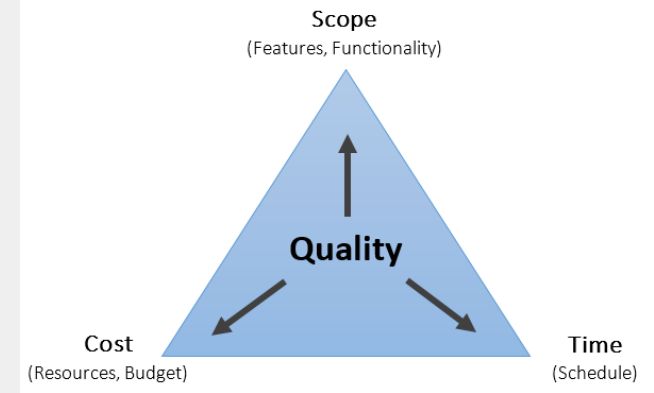 Scope
(Features, Functionality)
Quality
Cost
(Resources, Budget)
Time
(Schedule)